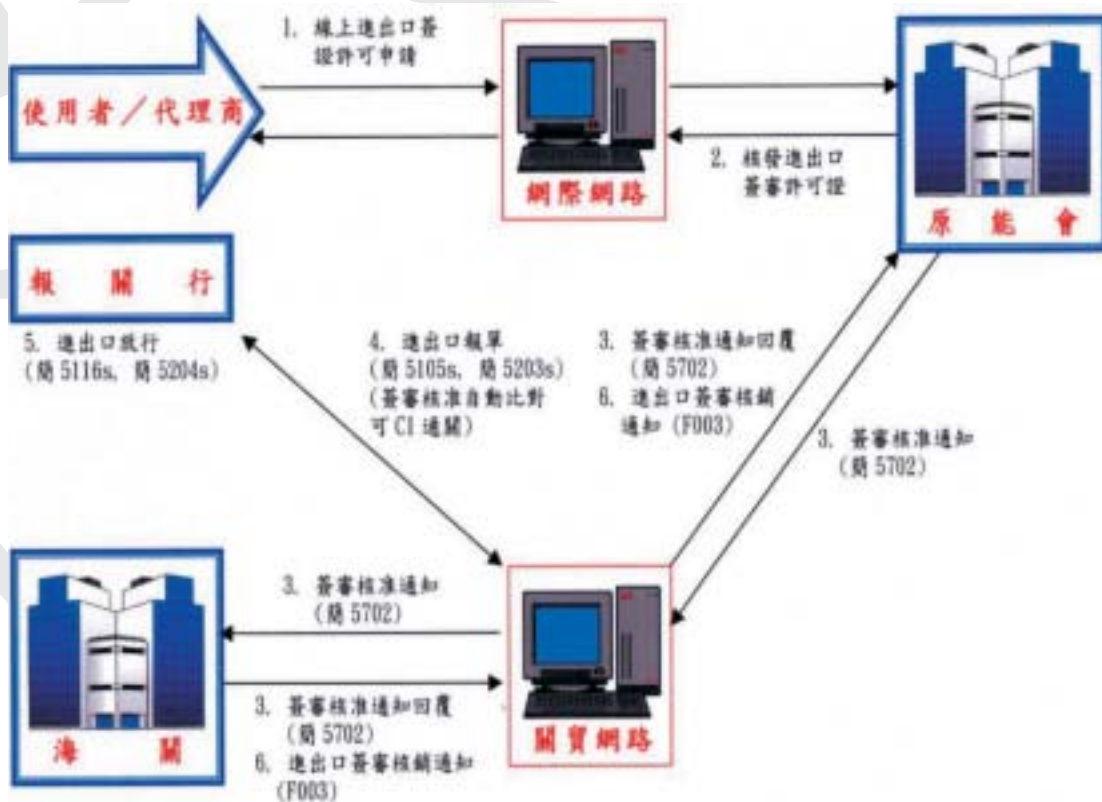 1. 線上進出口簽
證許可申請
使用者／代理商
網際網路
2. 核發進出口
簽審許可證
原能會
報關行
5. 進出口放行
(簡 5116s, 簡 5204s)
4. 進出口報單
(簡 5105s, 簡 5203s)
(簽審核准自動比對
可 C1 通關)
3. 簽審核准通知回覆
(簡 5702)
6. 進出口簽審核銷
通知 (F003)
3. 簽審核准通知
(簡 5702)
3. 簽審核准通知
(簡 5702)
海關
3. 簽審核准通知回覆
(簡 5702)
6. 進出口簽審核銷通知
(F003)
關貿網路